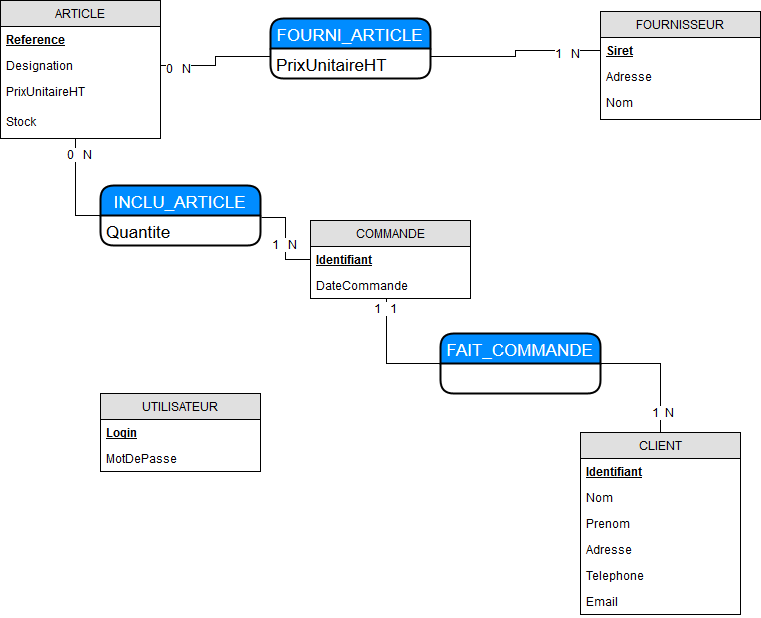 ARTICLE
Reference
Designation
PrixUnitaireHT
Stock
0 N
FOURNI_ARTICLE
PrixUnitaireHT
1 N
FOURNISSEUR
Siret
Adresse
Nom
0 N
INCLU_ARTICLE
Quantite
1 N
COMMANDE
Identifiant
DateCommande
1 1
FAIT_COMMANDE
1 N
UTILISATEUR
Login
MotDePasse
CLIENT
Identifiant
Nom
Prenom
Adresse
Telephone
Email